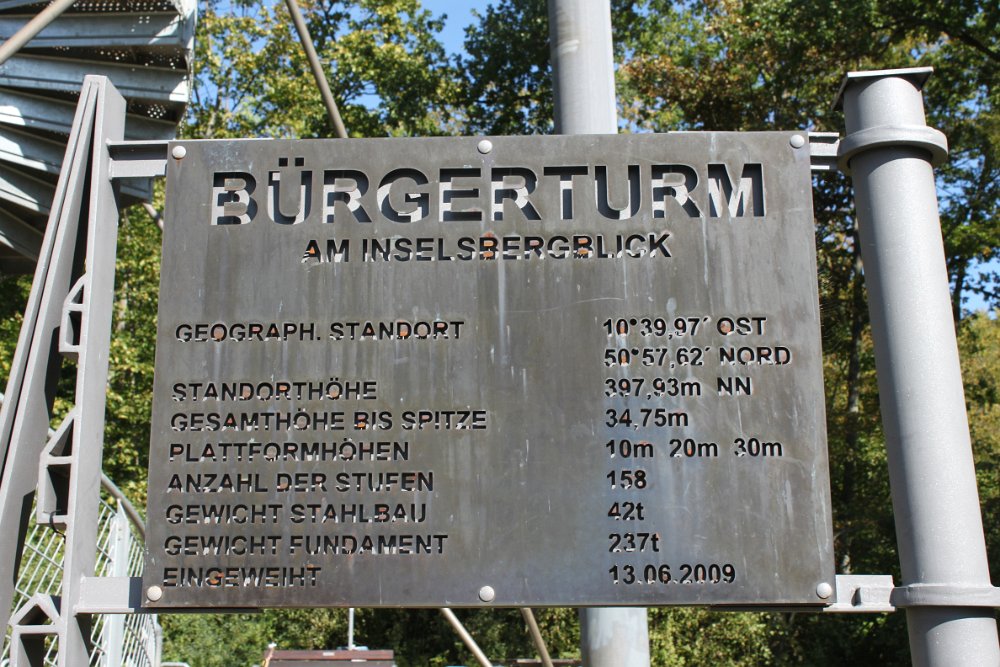 BÜRGERTURM
AM INSELSBERGBLICK
GEOGRAPH. STANDORT 10°39,97´ OST
50°57,62´ NORD
STANDORTHÖHE 397,93m NN
GESAMTHÖHE BIS SPITZE 34,75m
PLATTFORMHÖHEN 10m 20m 30m
ANZAHL DER STUFEN 158
GEWICHT STAHLBAU 42t
GEWICHT FUNDAMENT 237t
EINGEWEIHT 13.06.2009